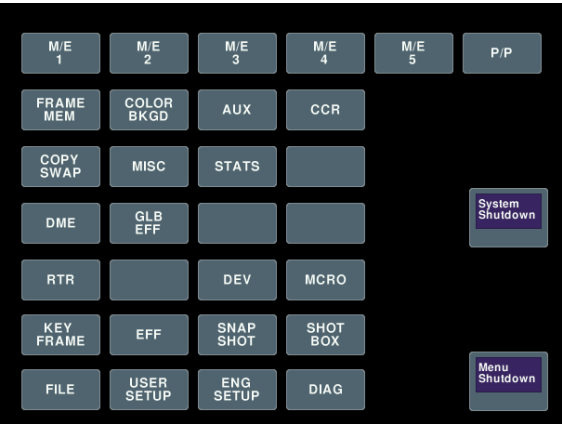 M/E
1
M/E
2
M/E
3
M/E
4
M/E
5
P/P
FRAME
MEM
COLOR
BKGD
AUX
CCR
COPY
SWAP
MISC
STATS
DME
GLB
EFF
System
Shutdown
RTR
DEV
MCRO
KEY
FRAME
EFF
SNAP
SHOT
SHOT
BOX
FILE
USER
SETUP
ENG
SETUP
DIAG
Menu
Shutdown